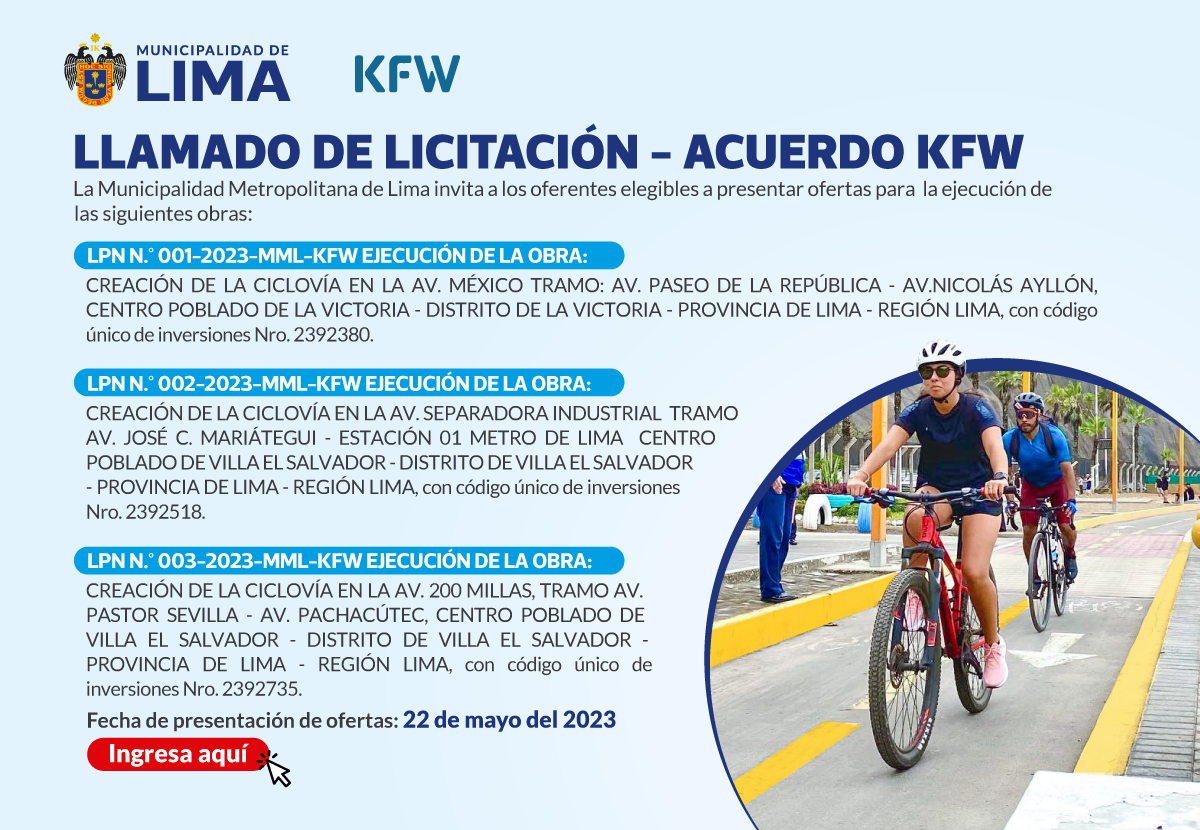 MUNICIPALIDAD DE
LIMA
KFW
LLAMADO DE LICITACIÓN - ACUERDO KFW
La Municipalidad Metropolitana de Lima invita a los oferentes elegibles a presentar ofertas para la ejecución de
las siguientes obras:
LPN N.° 001-2023-MML-KFW EJECUCIÓN DE LA OBRA:
CREACIÓN DE LA CICLOVÍA EN LA AV. MÉXICO TRAMO: AV. PASEO DE LA REPÚBLICA - AV.NICOLÁS AYLLÓN,
CENTRO POBLADO DE LA VICTORIA - DISTRITO DE LA VICTORIA - PROVINCIA DE LIMA - REGIÓN LIMA, con código
único de inversiones Nro. 2392380.
LPN N.° 002-2023-MML-KFW EJECUCIÓN DE LA OBRA:
CREACIÓN DE LA CICLOVÍA EN LA AV. SEPARADORA INDUSTRIAL TRAMO
AV. JOSÉ C. MARIÁTEGUI - ESTACIÓN 01 METRO DE LIMA CENTRO
POBLADO DE VILLA EL SALVADOR - DISTRITO DE VILLA EL SALVADOR
- PROVINCIA DE LIMA - REGIÓN LIMA, con código único de inversiones
Nro. 2392518.
LPN N.° 003-2023-MML-KFW EJECUCIÓN DE LA OBRA:
CREACIÓN DE LA CICLOVÍA EN LA AV. 200 MILLAS, TRAMO AV.
PASTOR SEVILLA - AV. PACHACÚTEC, CENTRO POBLADO DE
VILLA EL SALVADOR - DISTRITO DE VILLA EL SALVADOR -
PROVINCIA DE LIMA - REGIÓN LIMA, con código único de
inversiones Nro. 2392735.
Fecha de presentación de ofertas: 22 de mayo del 2023
Ingresa aquí